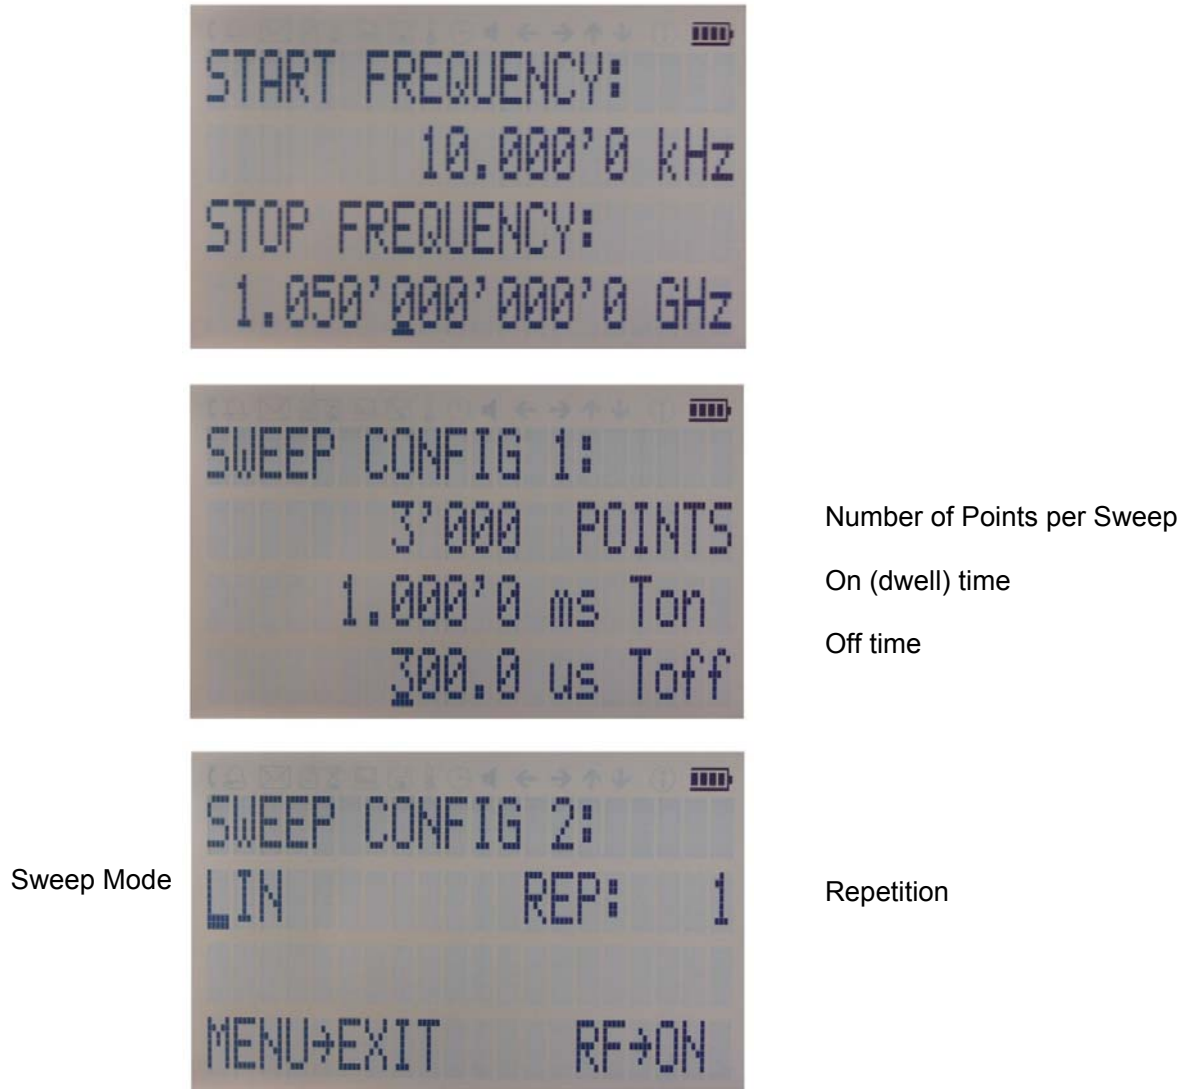 START FREQUENCY:
10.000'0 kHz
STOP FREQUENCY:
1.050'000'000'0 GHz
SWEEP CONFIG 1:
3'000 POINTS
Number of Points per Sweep
1.000'0 ms Ton
On (dwell) time
300.0 us Toff
Off time
SWEEP CONFIG 2:
Sweep Mode
LIN REP: 1
Repetition
MENU→EXIT RF→ON